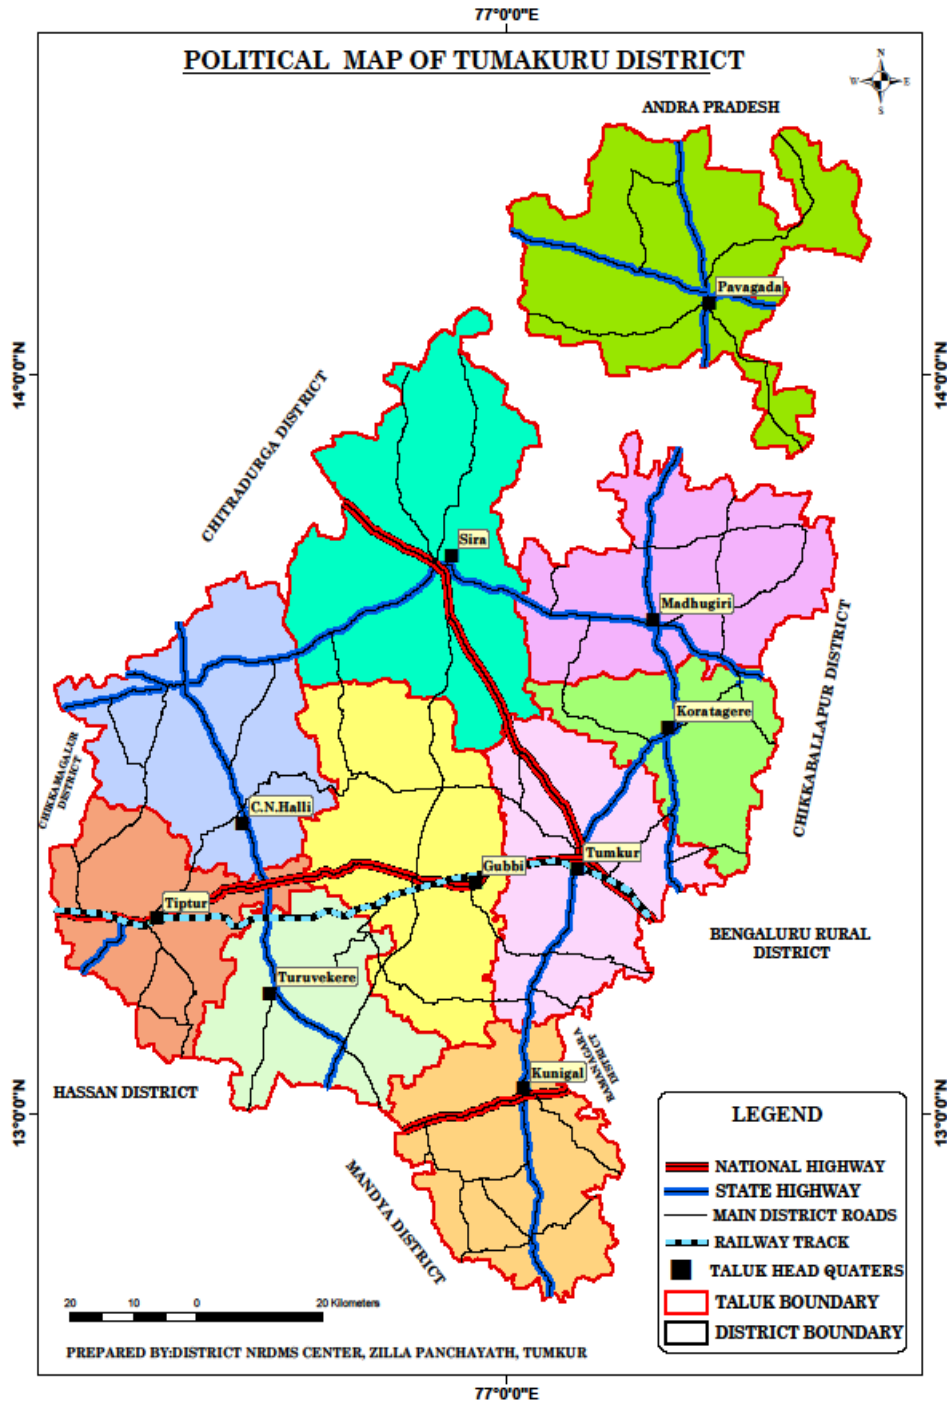 77°0'0"E
POLITICAL MAP OF TUMAKURU DISTRICT
N
W
E
S
ANDRA PRADESH
Pavagada
14°0'0"N
14°0'0"N
CHITRADURGA DISTRICT
Sira
Madhugiri
CHIKKABALLAPUR DISTRICT
Koratagere
CHIKKAMAGALUR
DISTRICT
C.N.Halli
Tumkur
Gubbi
Tiptur
BENGALURU RURAL
DISTRICT
Turuvekere
RAMANAGARA
DISTRICT
Kunigal
HASSAN DISTRICT
13°0'0"N
13°0'0"N
MANDYA DISTRICT
LEGEND
NATIONAL HIGHWAY
STATE HIGHWAY
MAIN DISTRICT ROADS
RAILWAY TRACK
TALUK HEAD QUATERS
TALUK BOUNDARY
DISTRICT BOUNDARY
20 10 0 20 Kilometers
PREPARED BY:DISTRICT NRDMS CENTER, ZILLA PANCHAYATH, TUMKUR
77°0'0"E